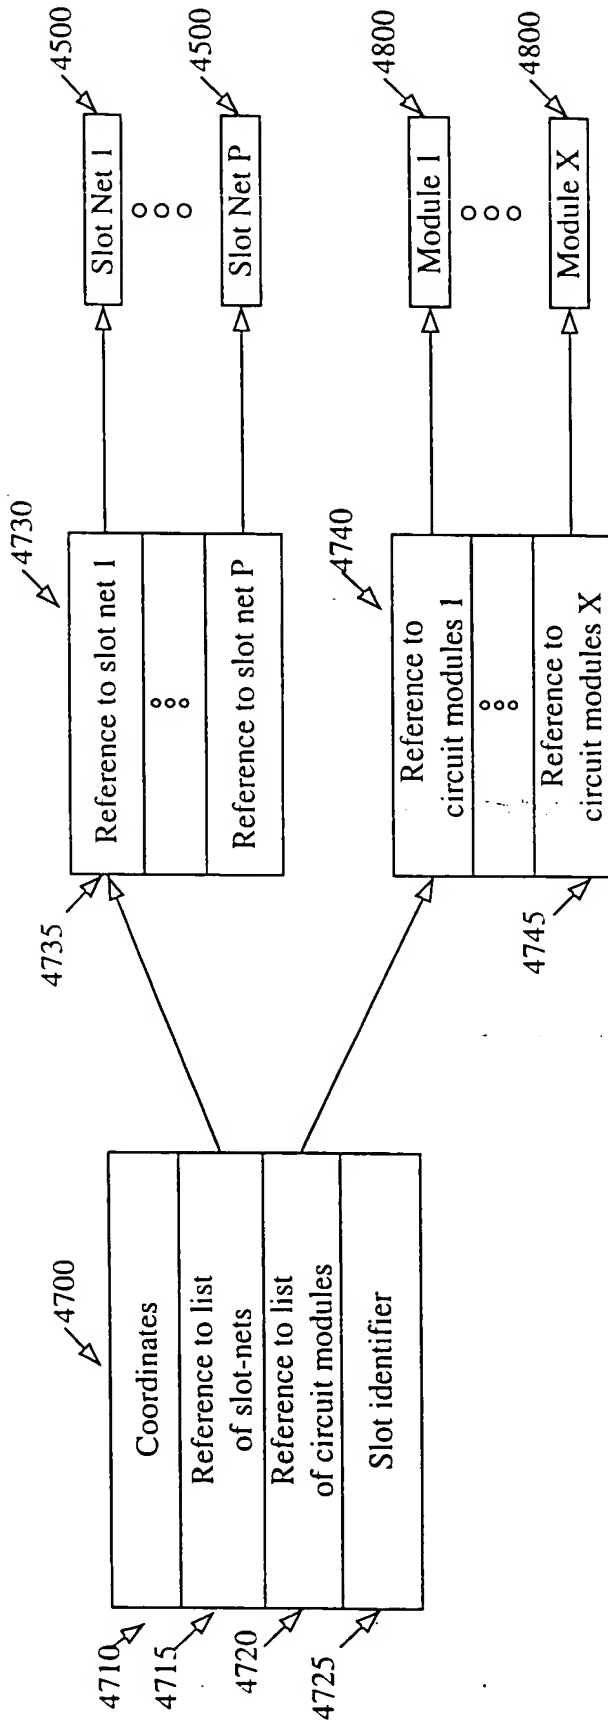 4700
4710
Coordinates
4715
Reference to list
of slot-nets
4720
Reference to list
of circuit modules
4725
Slot identifier
4730
4735
Reference to slot net 1
Reference to slot net P
4740
Reference to
circuit modules 1
4745
Reference to
circuit modules X
4500
Slot Net 1
4500
Slot Net P
4800
Module 1
4800
Module X